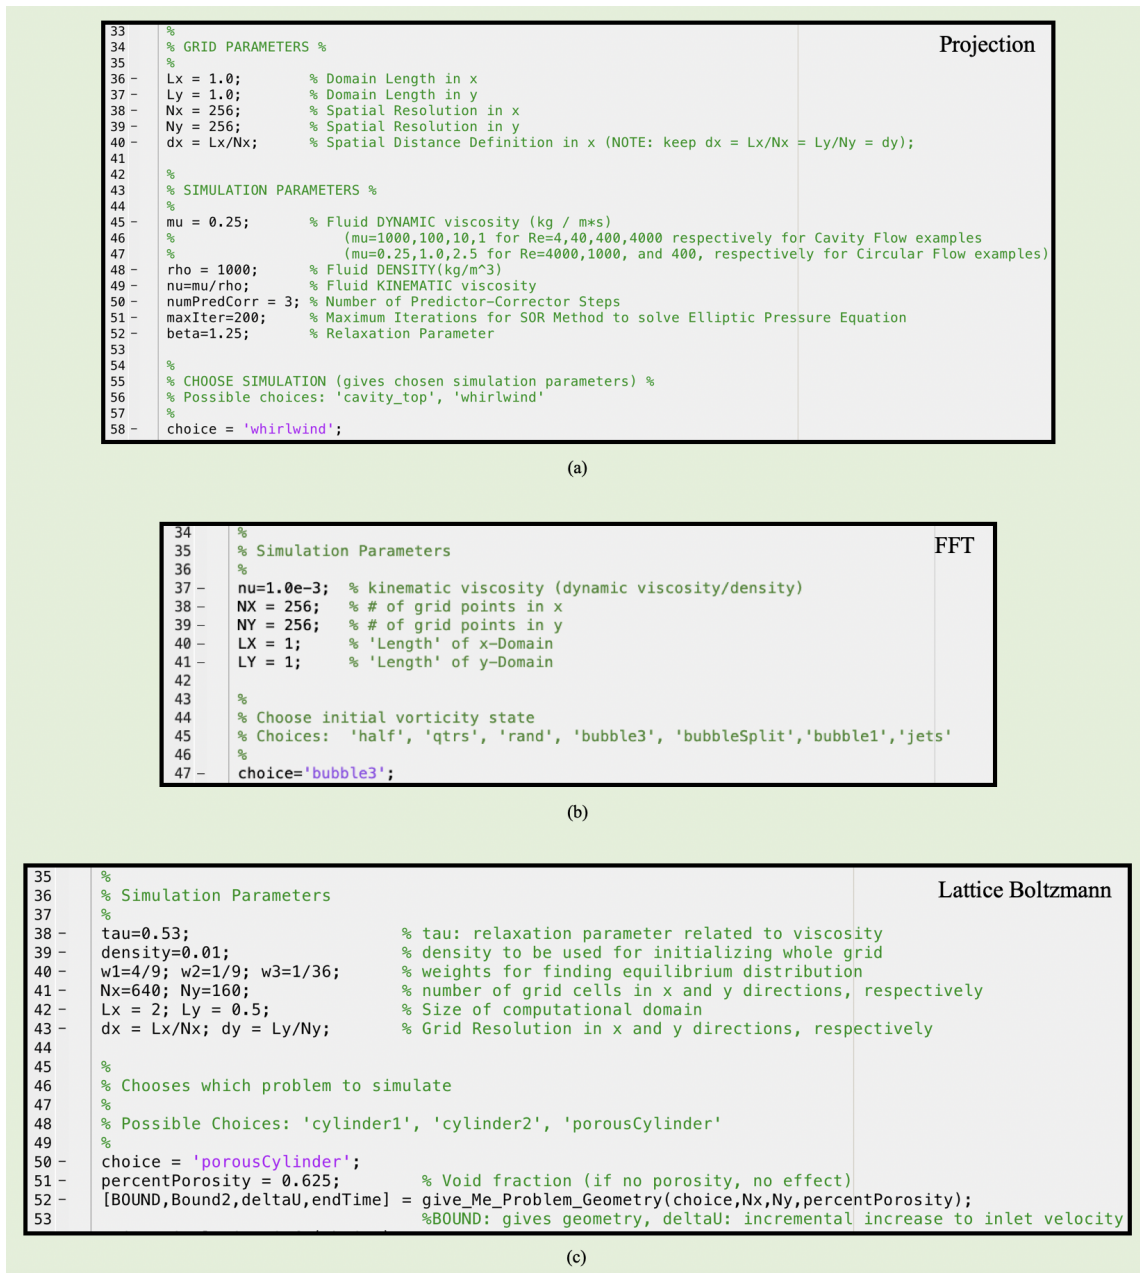 33 %
Projection
34 % GRID PARAMETERS %
35 %
36 - Lx = 1.0; % Domain Length in x
37 - Ly = 1.0; % Domain Length in y
38 - Nx = 256; % Spatial Resolution in x
39 - Ny = 256; % Spatial Resolution in y
40 - dx = Lx/Nx; % Spatial Distance Definition in x (NOTE: keep dx = Lx/Nx = Ly/Ny = dy);
41
42 %
43 % SIMULATION PARAMETERS %
44 %
45 - mu = 0.25; % Fluid DYNAMIC viscosity (kg / m*s)
46 % (mu=1000,100,10,1 for Re=4,40,400,4000 respectively for Cavity Flow examples
47 % (mu=0.25,1.0,2.5 for Re=4000,1000, and 400, respectively for Circular Flow examples)
48 - rho = 1000; % Fluid DENSITY(kg/m^3)
49 - nu=mu/rho; % Fluid KINEMATIC viscosity
50 - numPredCorr = 3; % Number of Predictor-Corrector Steps
51 - maxIter=200; % Maximum Iterations for SOR Method to solve Elliptic Pressure Equation
52 - beta=1.25; % Relaxation Parameter
53
54 %
55 % CHOOSE SIMULATION (gives chosen simulation parameters) %
56 % Possible choices: 'cavity_top', 'whirlwind'
57 %
58 - choice = 'whirlwind';
(a)
34 %
FFT
35 % Simulation Parameters
36 %
37 - nu=1.0e-3; % kinematic viscosity (dynamic viscosity/density)
38 - NX = 256; % # of grid points in x
39 - NY = 256; % # of grid points in y
40 - LX = 1; % 'Length' of x-Domain
41 - LY = 1; % 'Length' of y-Domain
42
43 %
44 % Choose initial vorticity state
45 % Choices: 'half', 'qtrs', 'rand', 'bubble3', 'bubbleSplit','bubble1','jets'
46 %
47 - choice='bubble3';
(b)
35 %
Lattice Boltzmann
36 % Simulation Parameters
37 %
38 - tau=0.53; % tau: relaxation parameter related to viscosity
39 - density=0.01; % density to be used for initializing whole grid
40 - w1=4/9; w2=1/9; w3=1/36; % weights for finding equilibrium distribution
41 - Nx=640; Ny=160; % number of grid cells in x and y directions, respectively
42 - Lx = 2; Ly = 0.5; % Size of computational domain
43 - dx = Lx/Nx; dy = Ly/Ny; % Grid Resolution in x and y directions, respectively
44
45 %
46 % Chooses which problem to simulate
47 %
48 % Possible Choices: 'cylinder1', 'cylinder2', 'porousCylinder'
49 %
50 - choice = 'porousCylinder';
51 - percentPorosity = 0.625; % Void fraction (if no porosity, no effect)
52 - [BOUND,Bound2,deltaU,endTime] = give_Me_Problem_Geometry(choice,Nx,Ny,percentPorosity);
53 %BOUND: gives geometry, deltaU: incremental increase to inlet velocity
(c)